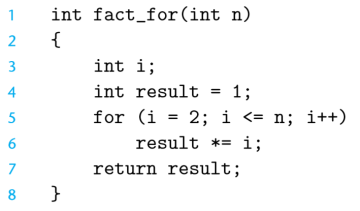 1 int fact_for(int n)
2 {
3     int i;
4     int result = 1;
5     for (i = 2; i <= n; i++)
6         result *= i;
7     return result;
8 }